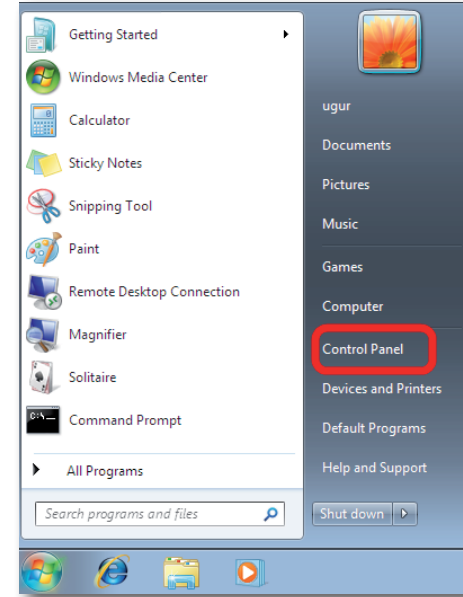 Getting Started
Windows Media Center
Calculator
Sticky Notes
Snipping Tool
Paint
Remote Desktop Connection
Magnifier
Solitaire
C:\
Command Prompt
All Programs
Search programs and files
ugur
Documents
Pictures
Music
Games
Computer
Control Panel
Devices and Printers
Default Programs
Help and Support
Shut down